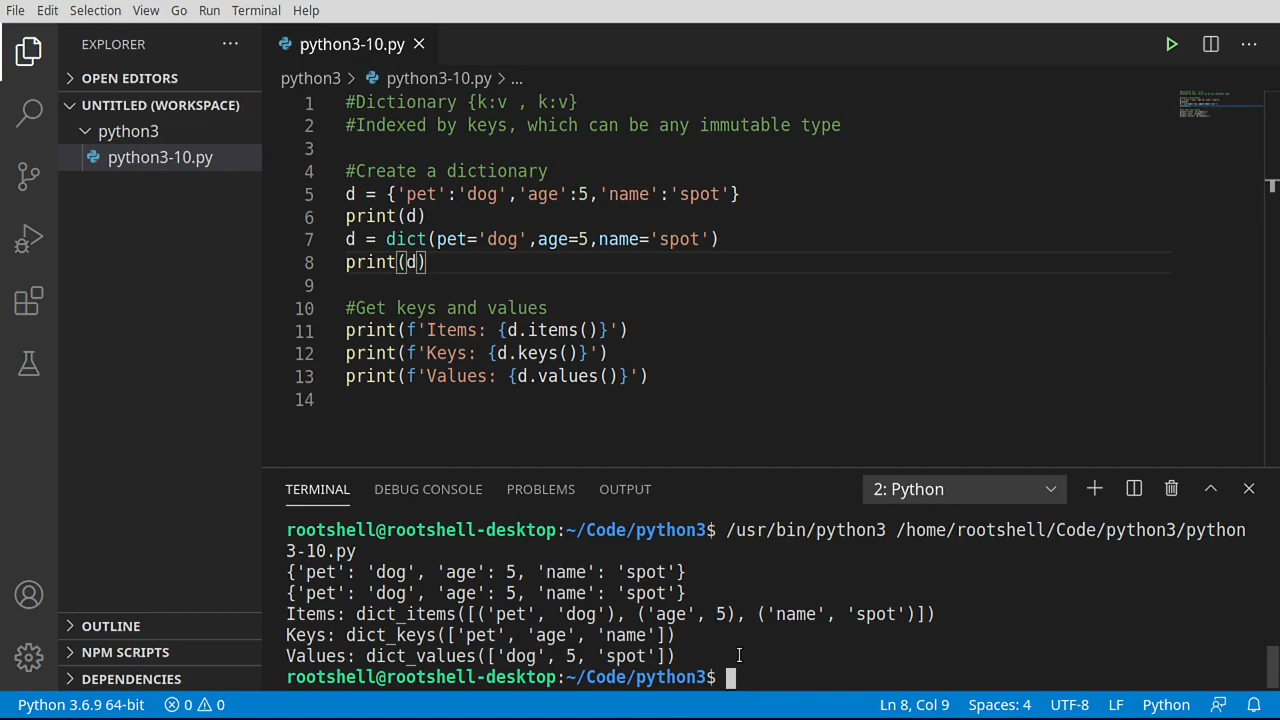 File Edit Selection View Go Run Terminal Help
EXPLORER ···
OPEN EDITORS
UNTITLED (WORKSPACE)
python3
python3-10.py
OUTLINE
NPM SCRIPTS
DEPENDENCIES
python3-10.py
python3 > python3-10.py > ...
1 #Dictionary {k:v , k:v}
2 #Indexed by keys, which can be any immutable type
3
4 #Create a dictionary
5 d = {'pet':'dog','age':5,'name':'spot'}
6 print(d)
7 d = dict(pet='dog',age=5,name='spot')
8 print(d)
9
10 #Get keys and values
11 print(f'Items: {d.items()}')
12 print(f'Keys: {d.keys()}')
13 print(f'Values: {d.values()}')
14
TERMINAL DEBUG CONSOLE PROBLEMS OUTPUT 2: Python
rootshell@rootshell-desktop:~/Code/python3$ /usr/bin/python3 /home/rootshell/Code/python3/python
3-10.py
{'pet': 'dog', 'age': 5, 'name': 'spot'}
{'pet': 'dog', 'age': 5, 'name': 'spot'}
Items: dict_items([('pet', 'dog'), ('age', 5), ('name', 'spot')])
Keys: dict_keys(['pet', 'age', 'name'])
Values: dict_values(['dog', 5, 'spot'])
rootshell@rootshell-desktop:~/Code/python3$
Python 3.6.9 64-bit 0 0 Ln 8, Col 9 Spaces: 4 UTF-8 LF Python